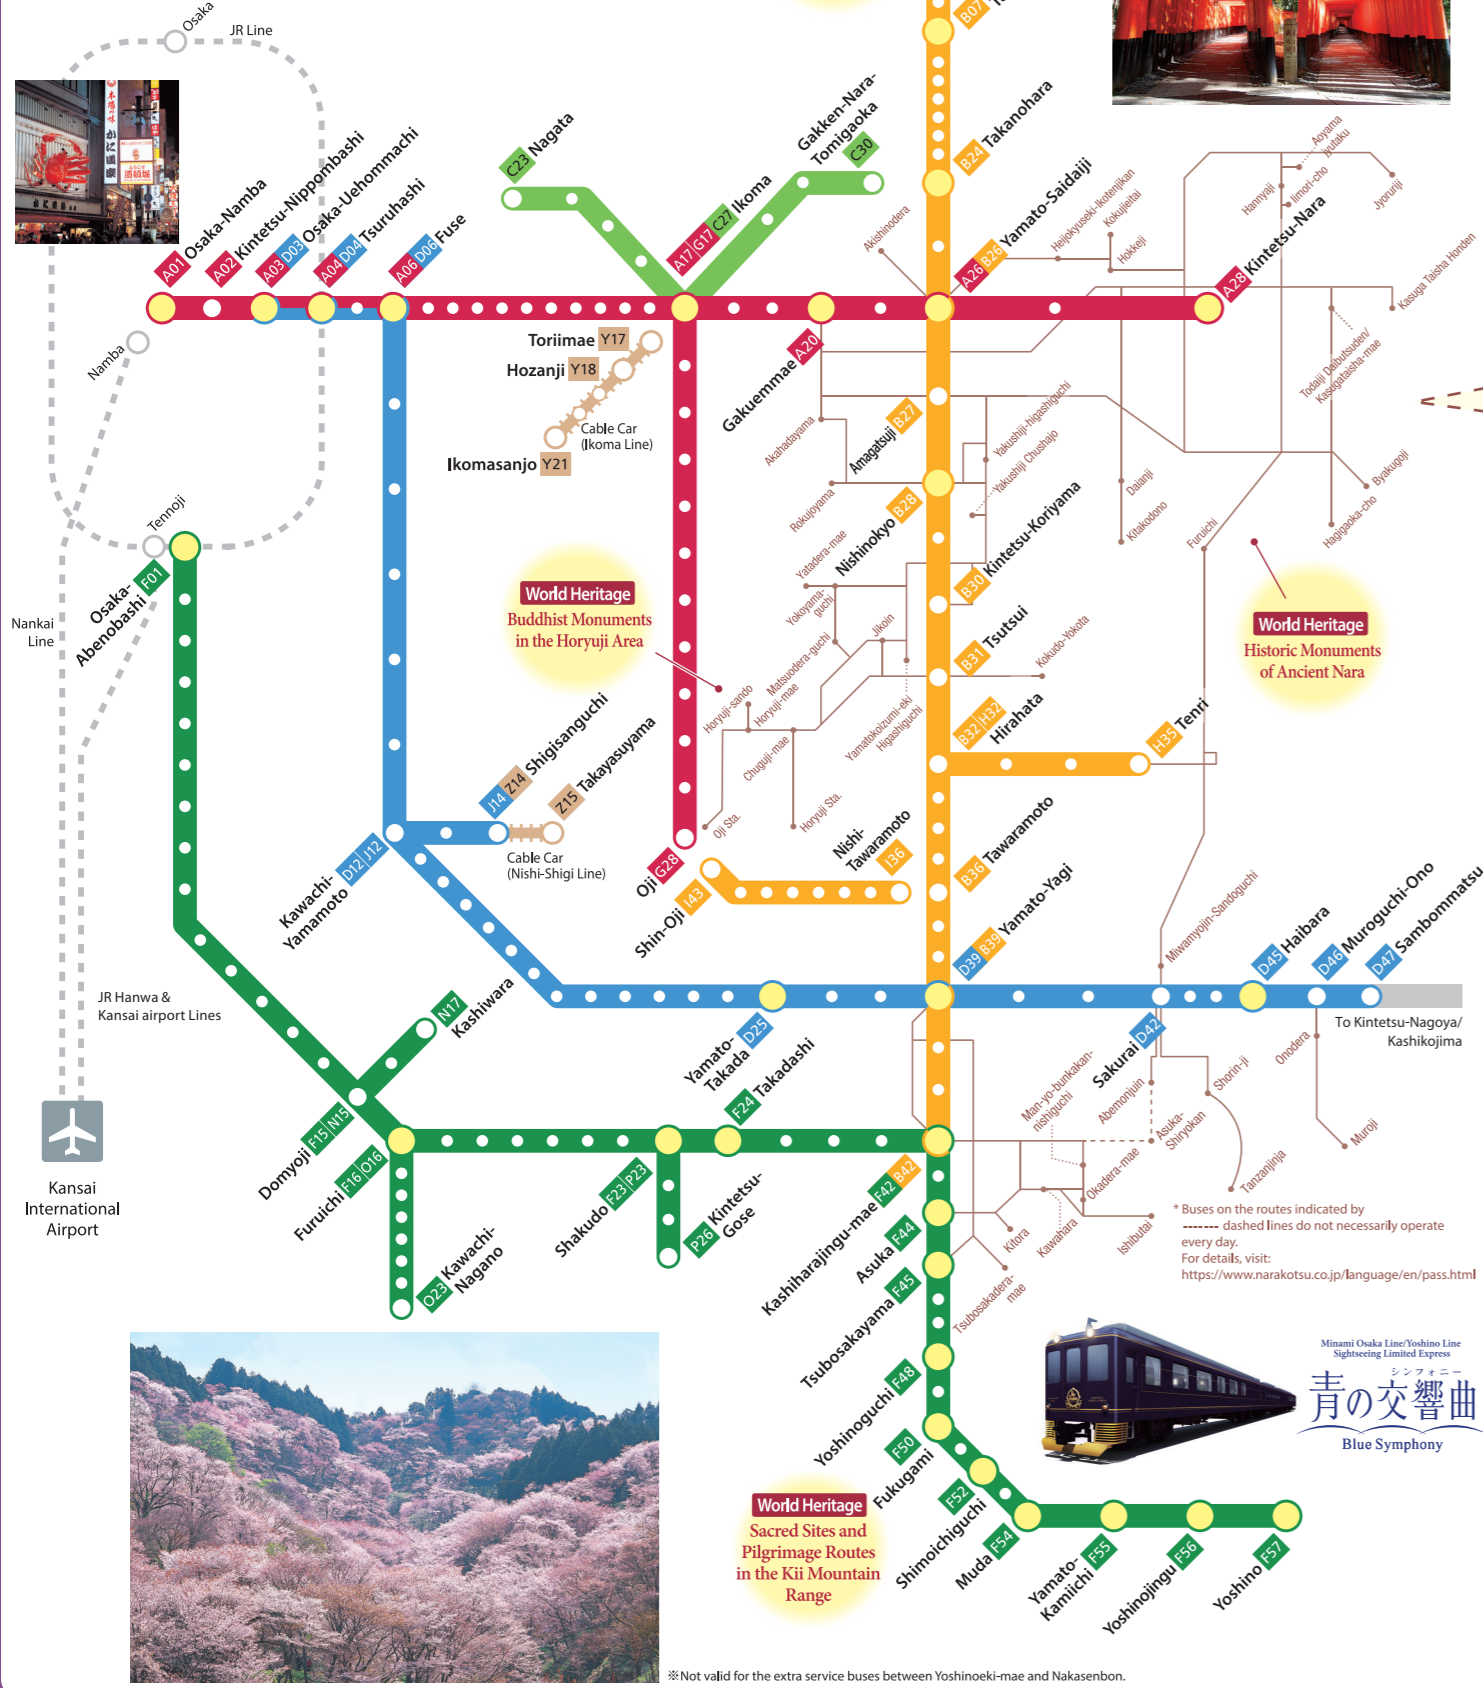 Osaka
JR Line
B07
C23 Nagata
Gakken-Nara-
Tomigaoka
C30
B24 Takanohara
Aoyama
jyutaku
Iimori-cho
Hannyaji
Jyoruriji
A01 Osaka-Namba
A02 Kintetsu-Nippombashi
A03 D03 Osaka-Uehommachi
A04 D04 Tsuruhashi
A06 D06 Fuse
A17 G17 C27 Ikoma
Akishinodera
A26 B26 Yamato-Saidaiji
Heijokyuseki-Ikotenjikan
Kokujieitai
Hokkeji
A28 Kintetsu-Nara
Kasuga Taisha Honden
Namba
Toriimae Y17
Hozanji Y18
Cable Car
(Ikoma Line)
Ikomasanjo Y21
Gakuemmae A20
Todaiji Daibutsuden/
Kasugataisha-mae
Akahadayama
Amagatsuji B27
Yakushiji-higashiguchi
Yakushiji Chushajo
Rokujoyama
Daianji
Kitakodono
Byakugoji
Hagigaoka-cho
Furuichi
Tennoji
Osaka-
Abenobashi F01
Nankai
Line
Nishinokyo B28
Yatadera-mae
B30 Kintetsu-Koriyama
World Heritage
Buddhist Monuments
in the Horyuji Area
Yokoyama-
guchi
Jikoin
Matsuodera-guchi
B31 Tsutsui
Kokudo-Yokota
World Heritage
Historic Monuments
of Ancient Nara
Horyuji-sando
Horyuji-mae
Chuguji-mae
Yamatokoizumi-eki
Higashiguchi
B32 H32
Hirahata
H35 Tenri
J14 Z14 Shigisanguchi
Z15 Takayasuyama
Cable Car
(Nishi-Shigi Line)
Oji Sta.
Horyuji Sta.
D12 J12
Kawachi-
Yamamoto
Oji G28
Shin-Oji I43
Nishi-
Tawaramoto
I36
B36 Tawaramoto
D39 B39 Yamato-Yagi
Miwamyojin-Sandoguchi
D45 Haibara
D46 Muroguchi-Ono
D47 Sambommatsu
JR Hanwa &
Kansai airport Lines
N17
Kashiwara
Yamato-
Takada D25
Sakurai D42
To Kintetsu-Nagoya/
Kashikojima
Onodera
Muroji
Kansai
International
Airport
Domyoji F15 N15
Furuichi F16 O16
F24 Takadashi
Shakudo F23 P23
P26 Kintetsu-
Gose
O23 Kawachi-
Nagano
Kashiharajingu-mae F42 B42
Man-yo-bunkakan-
nishiguchi
Abemonjuin
Asuka-
Shiryokan
Shorin-ji
Tanzanjinja
Okadera-mae
Kawahara
Ishibutai
Kitora
Asuka F44
Tsubosakayama F45
Tsubosakadera-
mae
* Buses on the routes indicated by
------- dashed lines do not necessarily operate
every day.
For details, visit:
https://www.narakotsu.co.jp/language/en/pass.html
Yoshinoguchi F48
Fukugami F50
Shimoichiguchi F52
Muda F54
Yamato-
Kamiichi F55
Yoshinojingu F56
Yoshino F57
World Heritage
Sacred Sites and
Pilgrimage Routes
in the Kii Mountain
Range
Minami Osaka Line/Yoshino Line
Sightseeing Limited Express
シンフォニー
青の交響曲
Blue Symphony
※Not valid for the extra service buses between Yoshinoeki-mae and Nakasenbon.